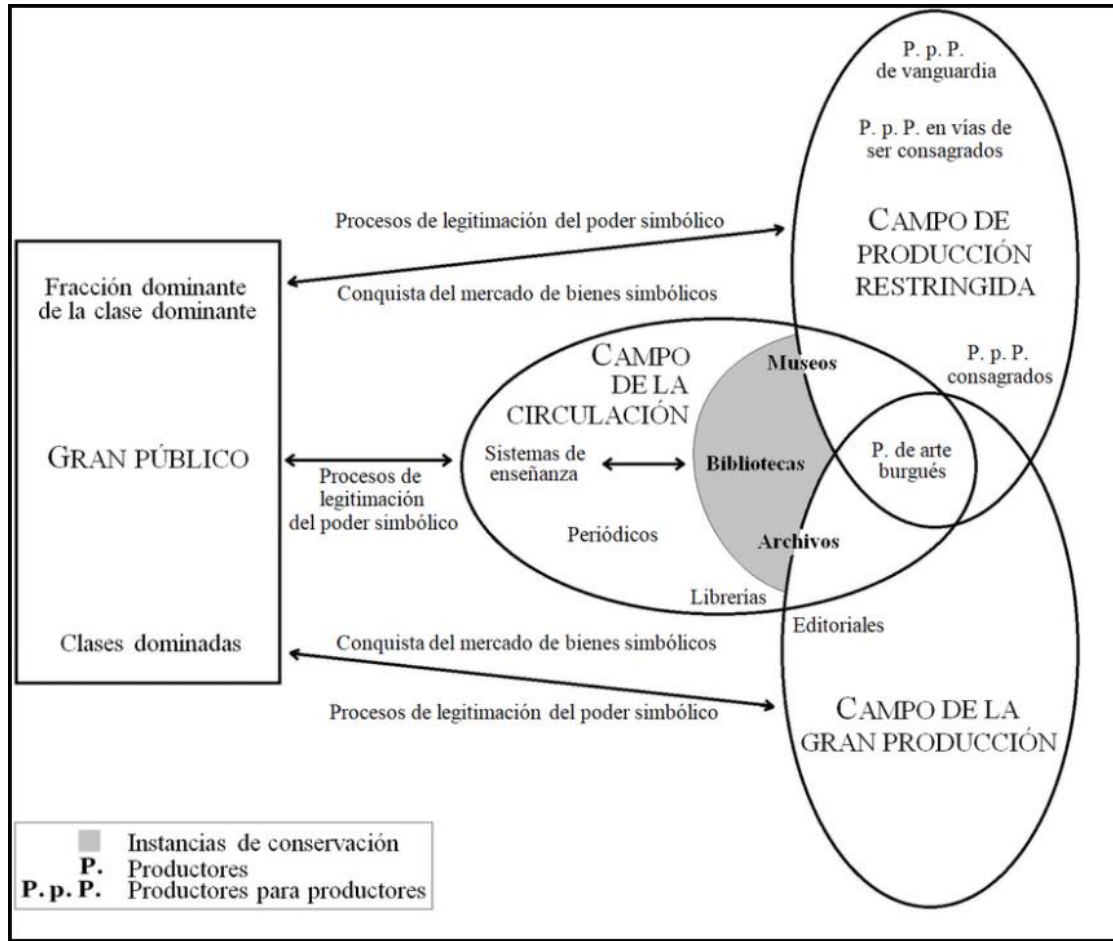 P. p. P.
de vanguardia
P. p. P. en vías de
ser consagrados
CAMPO DE
PRODUCCIÓN
RESTRINGIDA
P. p. P.
consagrados
Procesos de legitimación del poder simbólico
Conquista del mercado de bienes simbólicos
Fracción dominante
de la clase dominante
GRAN PÚBLICO
Clases dominadas
Procesos de
legitimación
del poder simbólico
CAMPO
DE LA
CIRCULACIÓN
Sistemas de
enseñanza
Periódicos
Museos
Bibliotecas
Archivos
Librerías
Editoriales
P. de arte
burgués
Conquista del mercado de bienes simbólicos
Procesos de legitimación del poder simbólico
CAMPO DE LA
GRAN PRODUCCIÓN
Instancias de conservación
P. Productores
P. p. P. Productores para productores